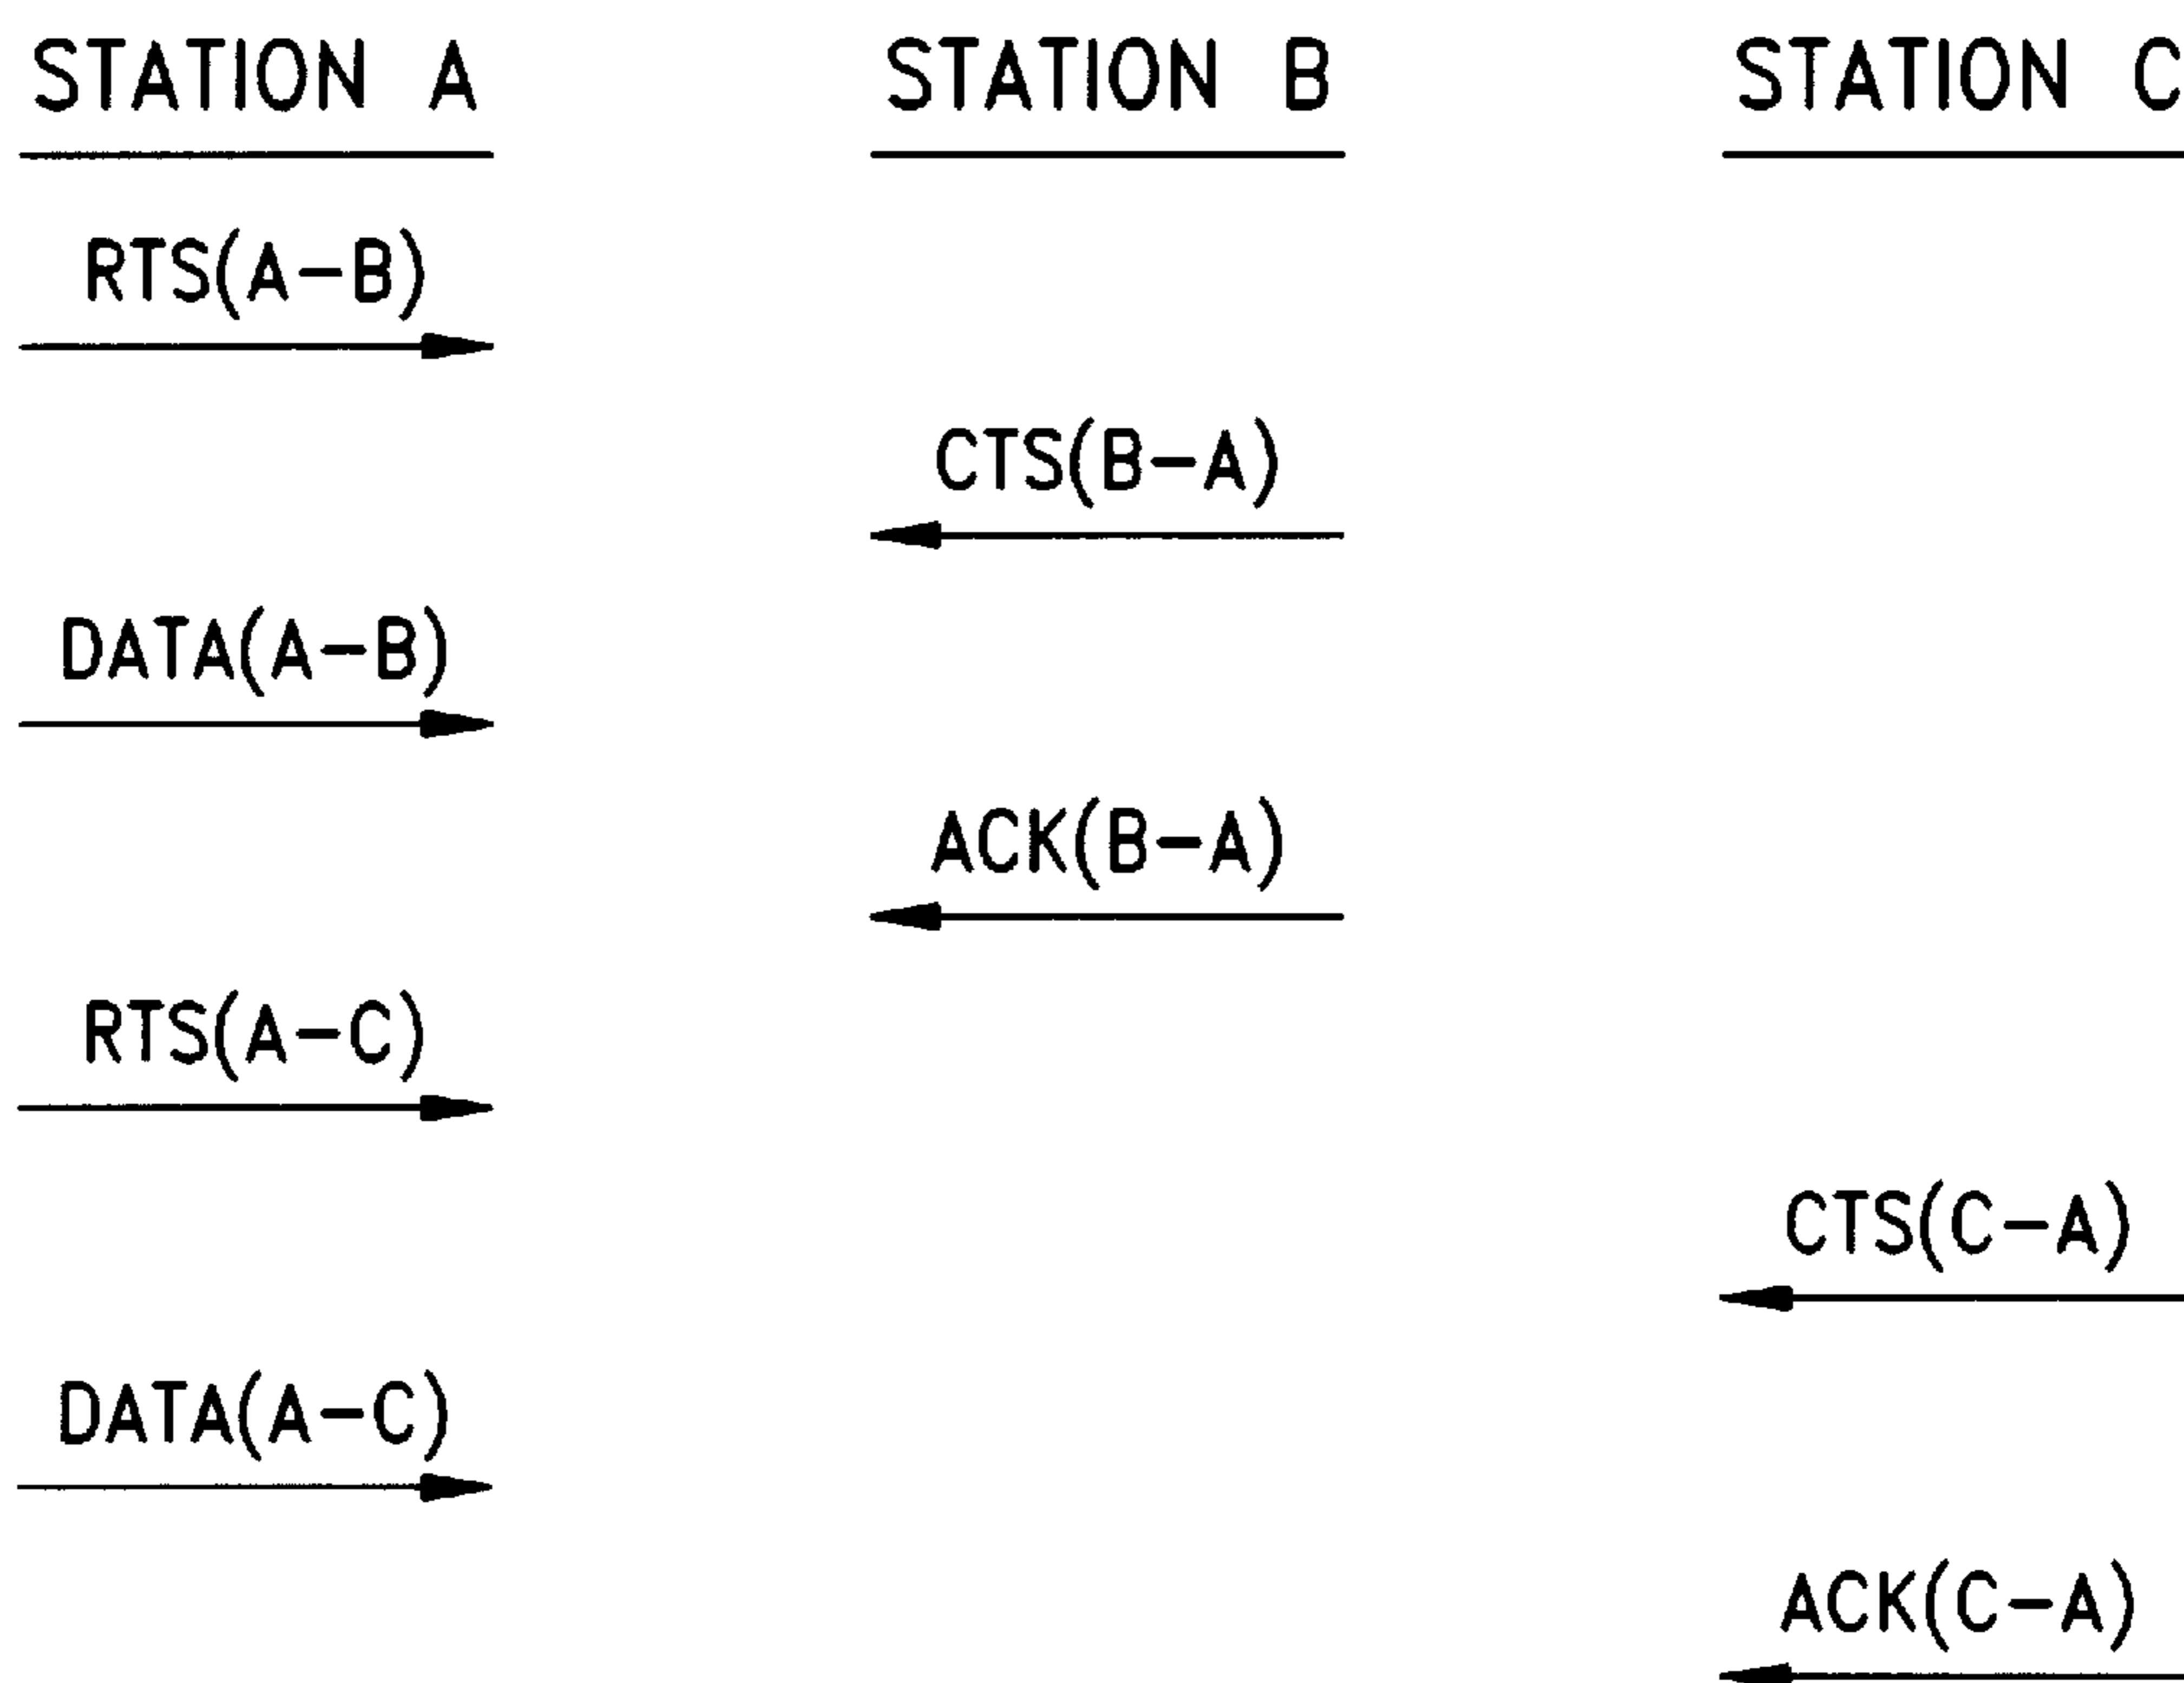 STATION A STATION B STATION C
RTS(A-B)
CTS(B-A)
DATA(A-B)
ACK(B-A)
RTS(A-C)
CTS(C-A)
DATA(A-C)
ACK(C-A)